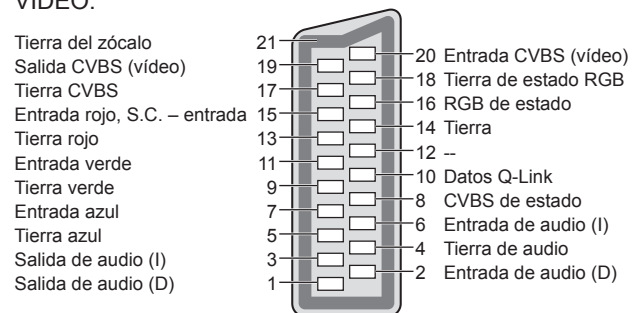 VÍDEO.
Tierra del zócalo 21
Salida CVBS (vídeo) 19
Tierra CVBS 17
Entrada rojo, S.C. – entrada 15
Tierra rojo 13
Entrada verde 11
Tierra verde 9
Entrada azul 7
Tierra azul 5
Salida de audio (I) 3
Salida de audio (D) 1
20 Entrada CVBS (vídeo)
18 Tierra de estado RGB
16 RGB de estado
14 Tierra
12 --
10 Datos Q-Link
8 CVBS de estado
6 Entrada de audio (I)
4 Tierra de audio
2 Entrada de audio (D)